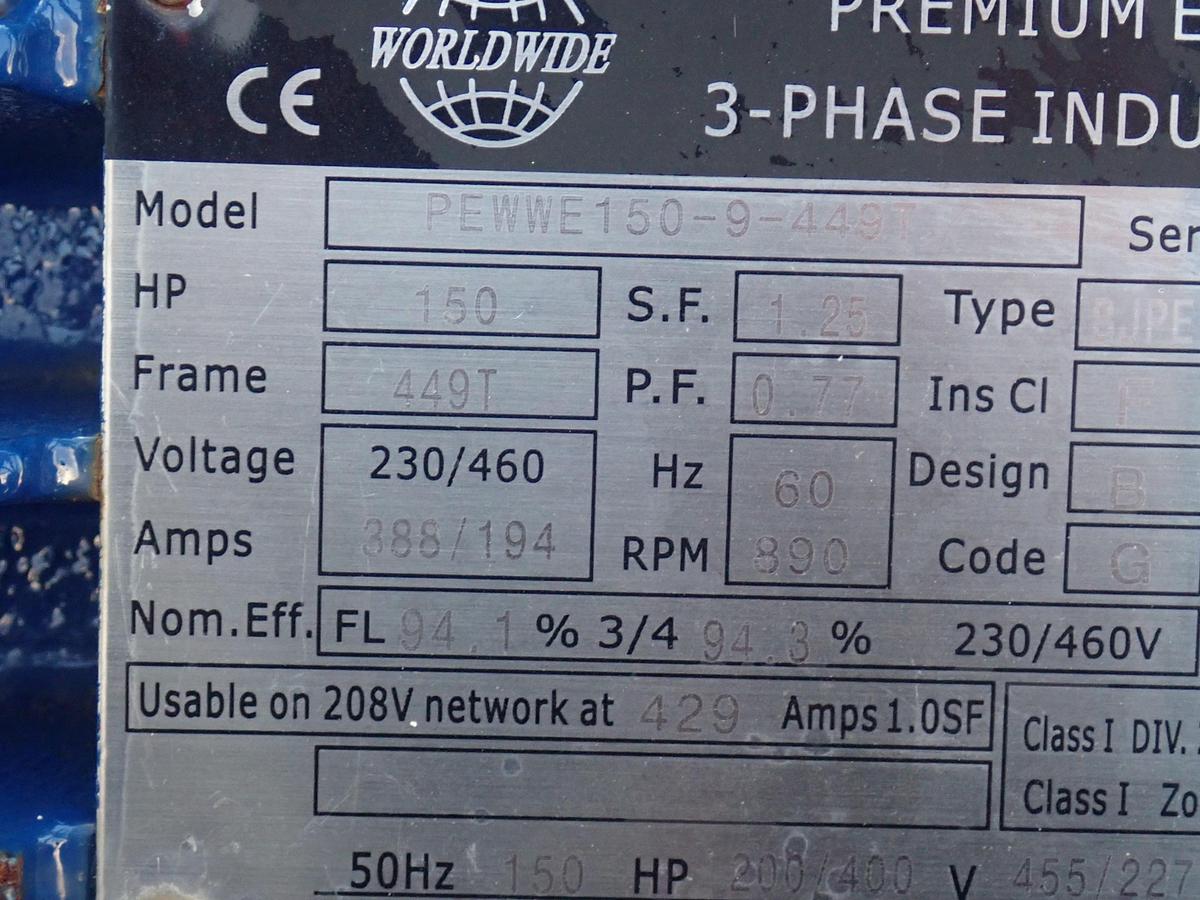 WORLDWIDE
PREMIUM E
CE
3-PHASE INDU
Model PEWWE150-9-449T Ser
HP 150 S.F. 1.25 Type
Frame 449T P.F. 0.77 Ins Cl F
Voltage 230/460 Hz 60 Design B
Amps 388/194 RPM 890 Code G
Nom.Eff. FL 94.1 % 3/4 94.3 % 230/460V
Usable on 208V network at 429 Amps 1.0SF
Class I DIV.
Class I Zo
50Hz 150 HP 200/400 V 455/227